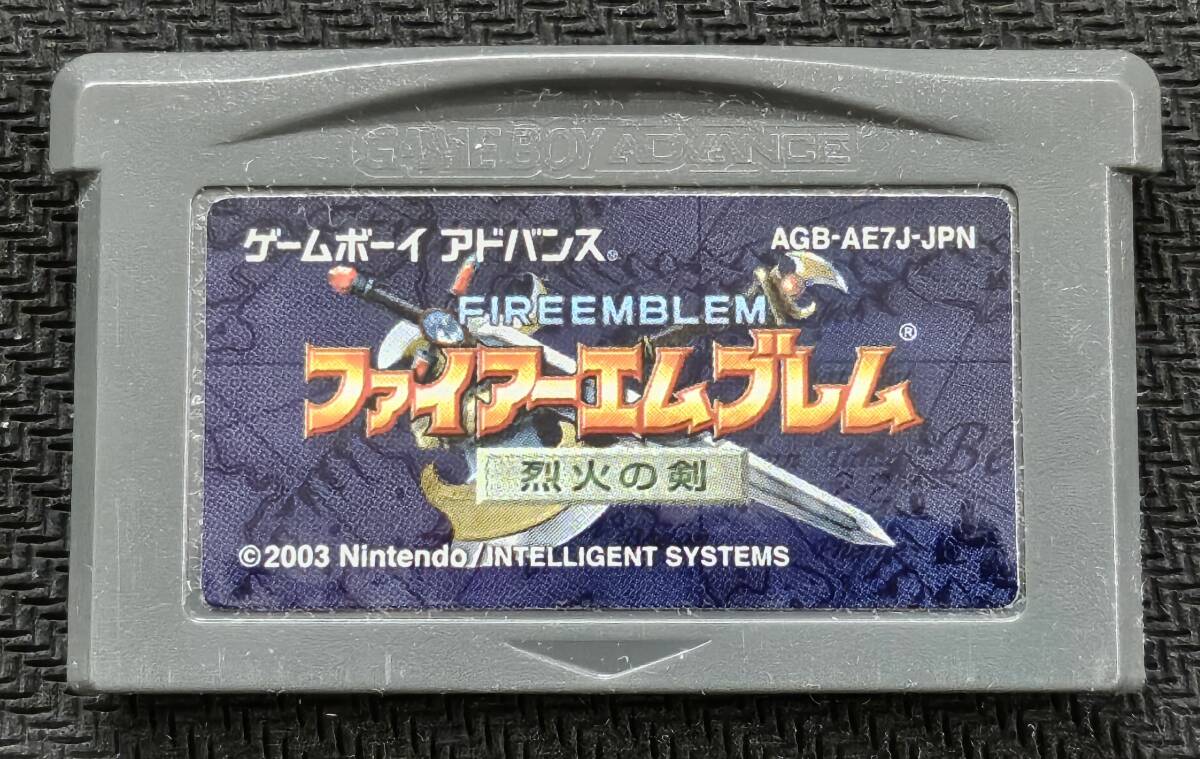 GAME BOY ADVANCE
ゲームボーイ アドバンス® AGB-AE7J-JPN
FIREEMBLEM
ファイアーエムブレム®
烈火の剣
©2003 Nintendo/INTELLIGENT SYSTEMS